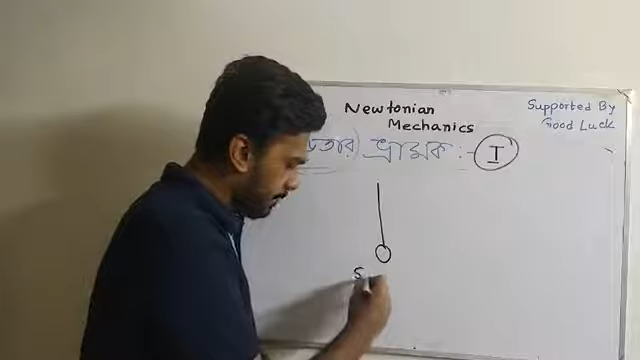 Newtonian
Mechanics
Supported By
Good Luck
ভ্রামক :- I